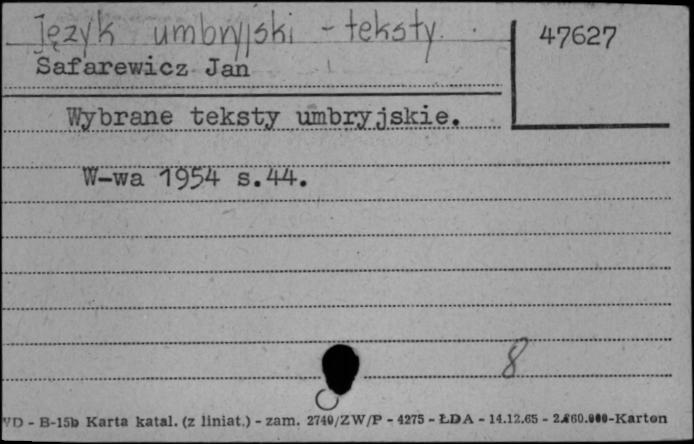 Język umbryjski - teksty.
47627
Safarewicz Jan
Wybrane teksty umbryjskie.
W-wa 1954 s.44.
8
VD - B-15b Karta katal. (z liniat.) - zam. 2740/ZW/P - 4275 - ŁDA - 14.12.65 - -Karton